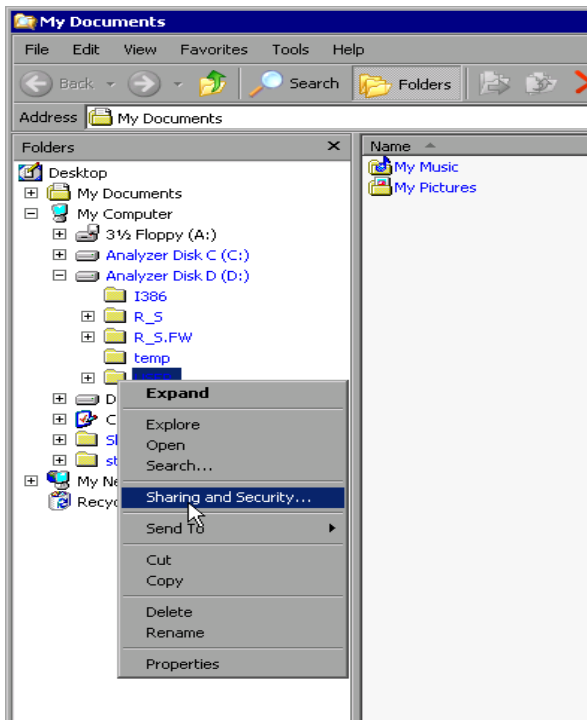 My Documents
File Edit View Favorites Tools Help
Back Search Folders
Address My Documents
Folders
Name
Desktop
My Documents
My Computer
3½ Floppy (A:)
Analyzer Disk C (C:)
Analyzer Disk D (D:)
I386
R_S
R_S.FW
temp
My Music
My Pictures
Expand
Explore
Open
Search...
Sharing and Security...
Send To
Cut
Copy
Delete
Rename
Properties